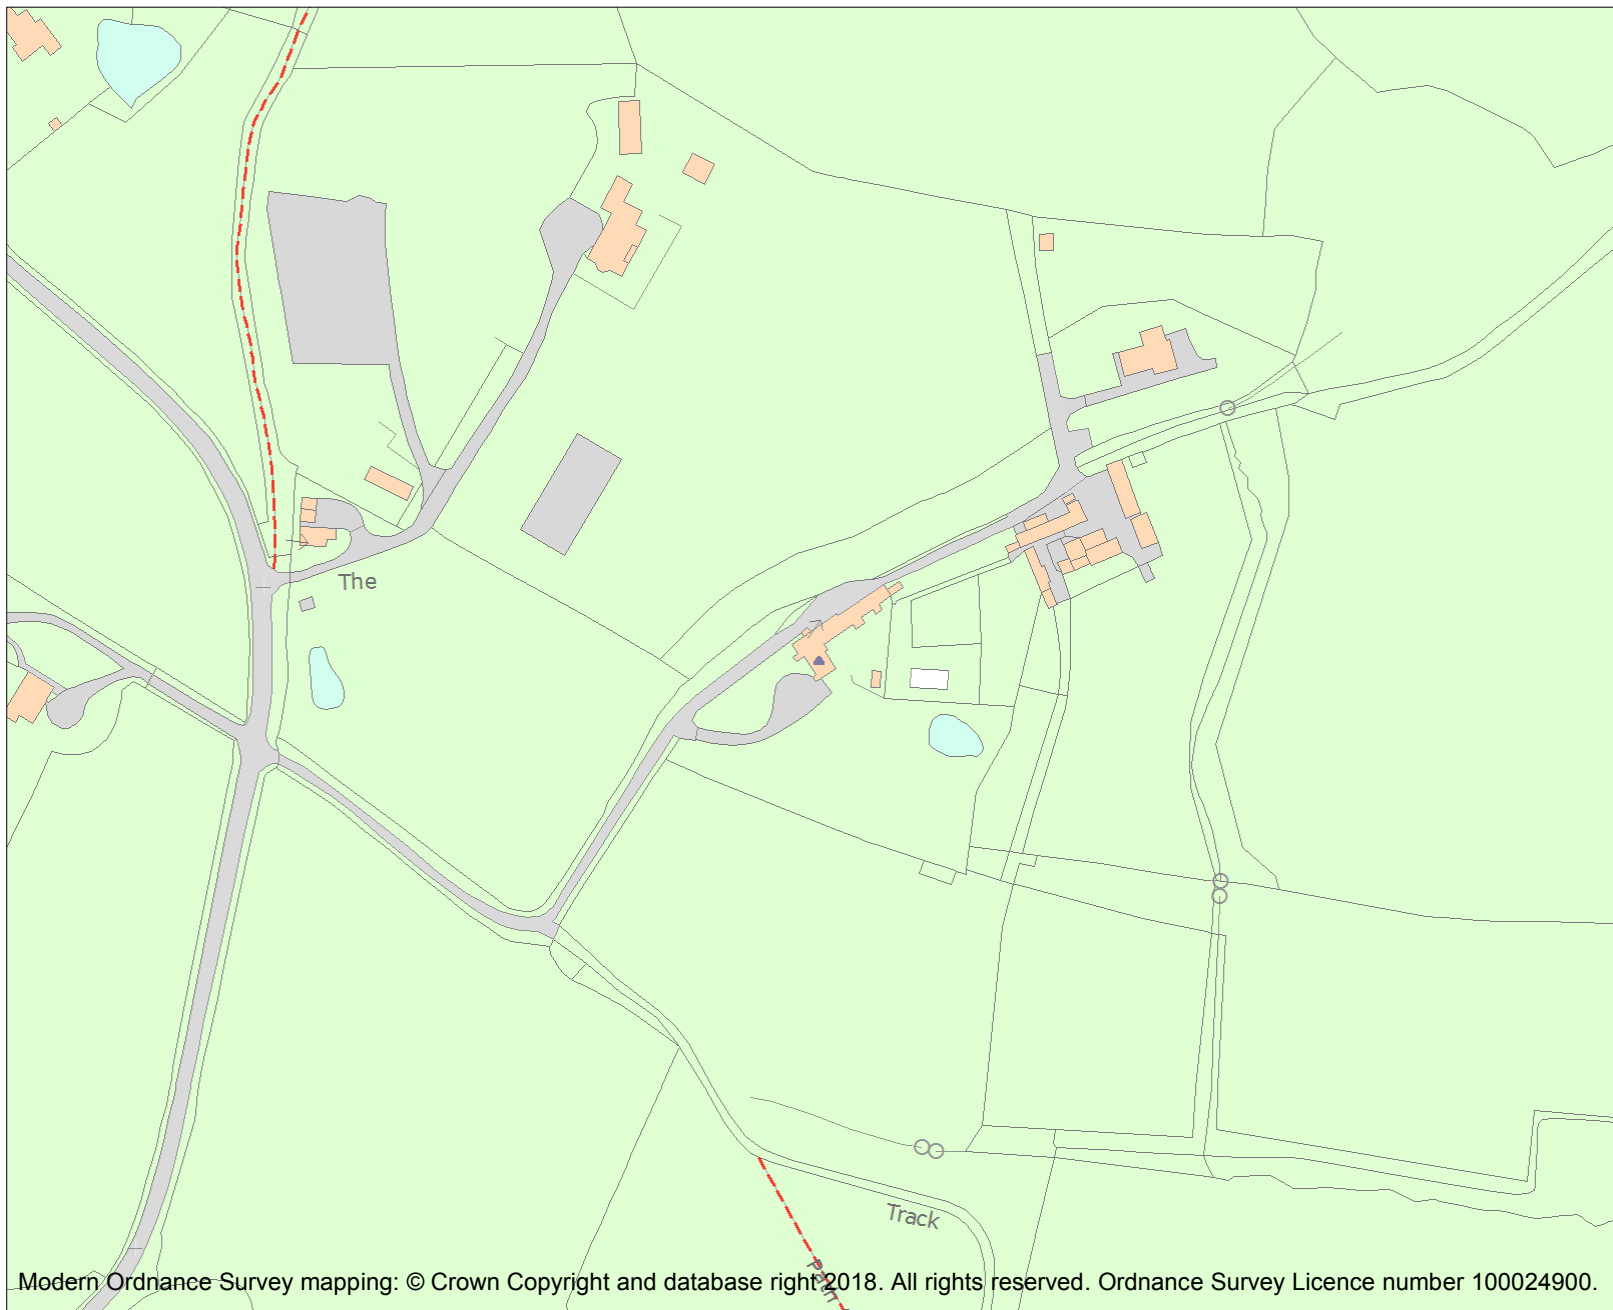 The
Track
Path
Modern Ordnance Survey mapping: © Crown Copyright and database right 2018. All rights reserved. Ordnance Survey Licence number 100024900.